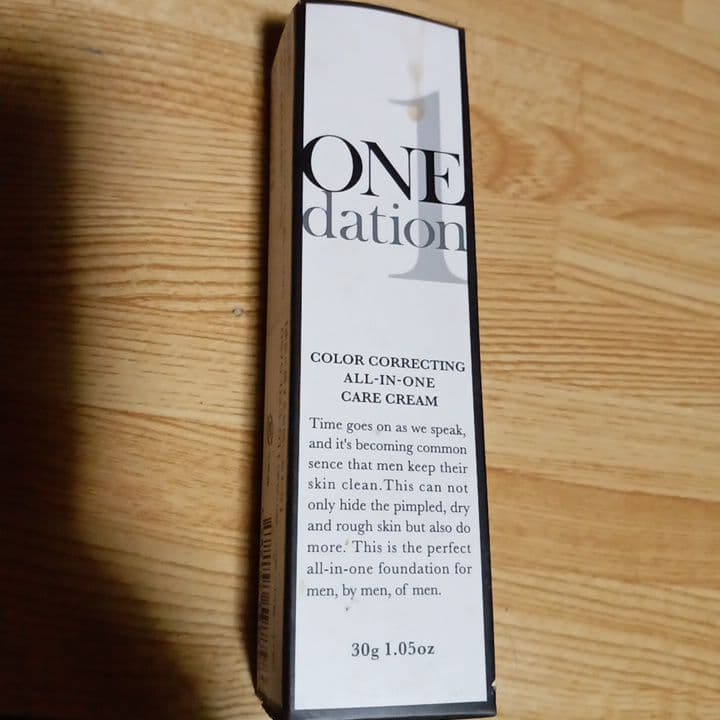 1
ONE
dation
COLOR CORRECTING
ALL-IN-ONE
CARE CREAM
Time goes on as we speak,
and it's becoming common
sence that men keep their
skin clean.This can not
only hide the pimpled, dry
and rough skin but also do
more. This is the perfect
all-in-one foundation for
men, by men, of men.
30g 1.05oz